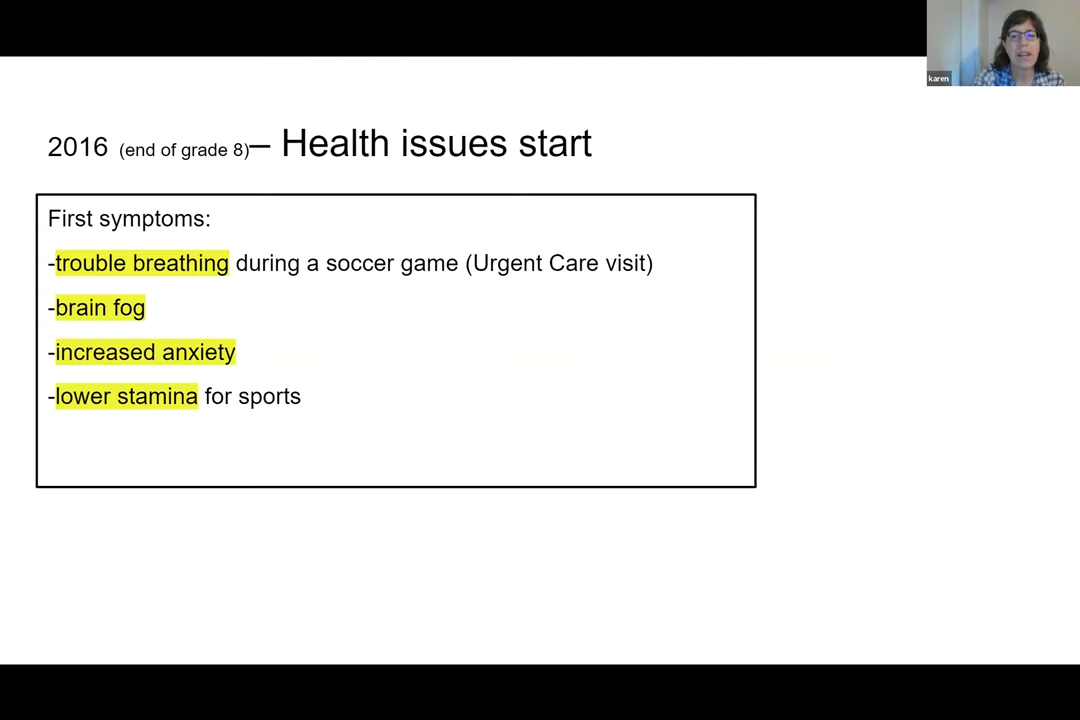 karen
2016 (end of grade 8)– Health issues start
First symptoms:
-trouble breathing during a soccer game (Urgent Care visit)
-brain fog
-increased anxiety
-lower stamina for sports